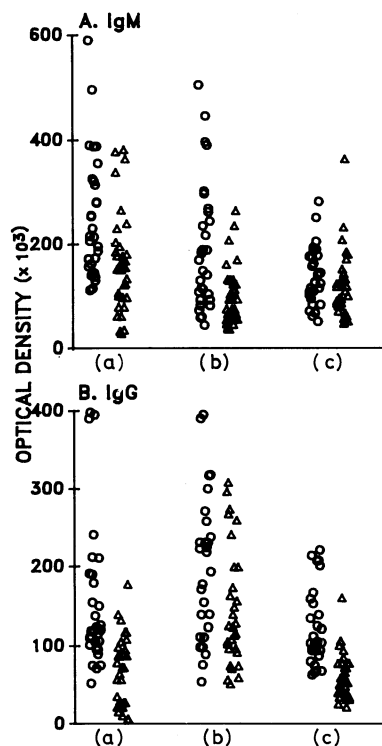 A. IgM
600
400
200
0
(a) (b) (c)
OPTICAL DENSITY (× 10³)
B. IgG
400
300
200
100
0
(a) (b) (c)